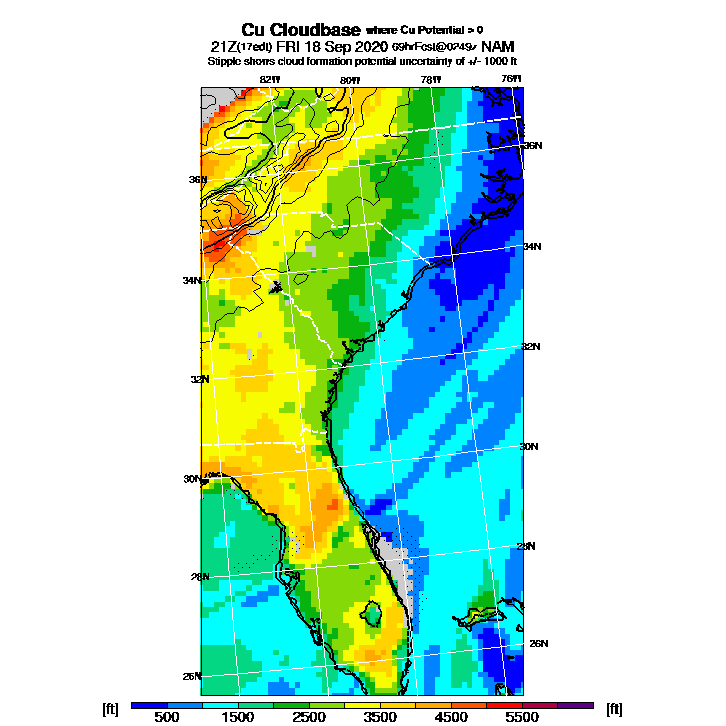 Cu Cloudbase where Cu Potential > 0
21Z(17edt) FRI 18 Sep 2020 69hrFcst@0249z NAM
Stipple shows cloud formation potential uncertainty of +/- 1000 ft
82W 80W 78W 76W
36N 36N
34N 34N
32N 32N
30N 30N
28N 28N
26N 26N
[ft] 500 1500 2500 3500 4500 5500 [ft]